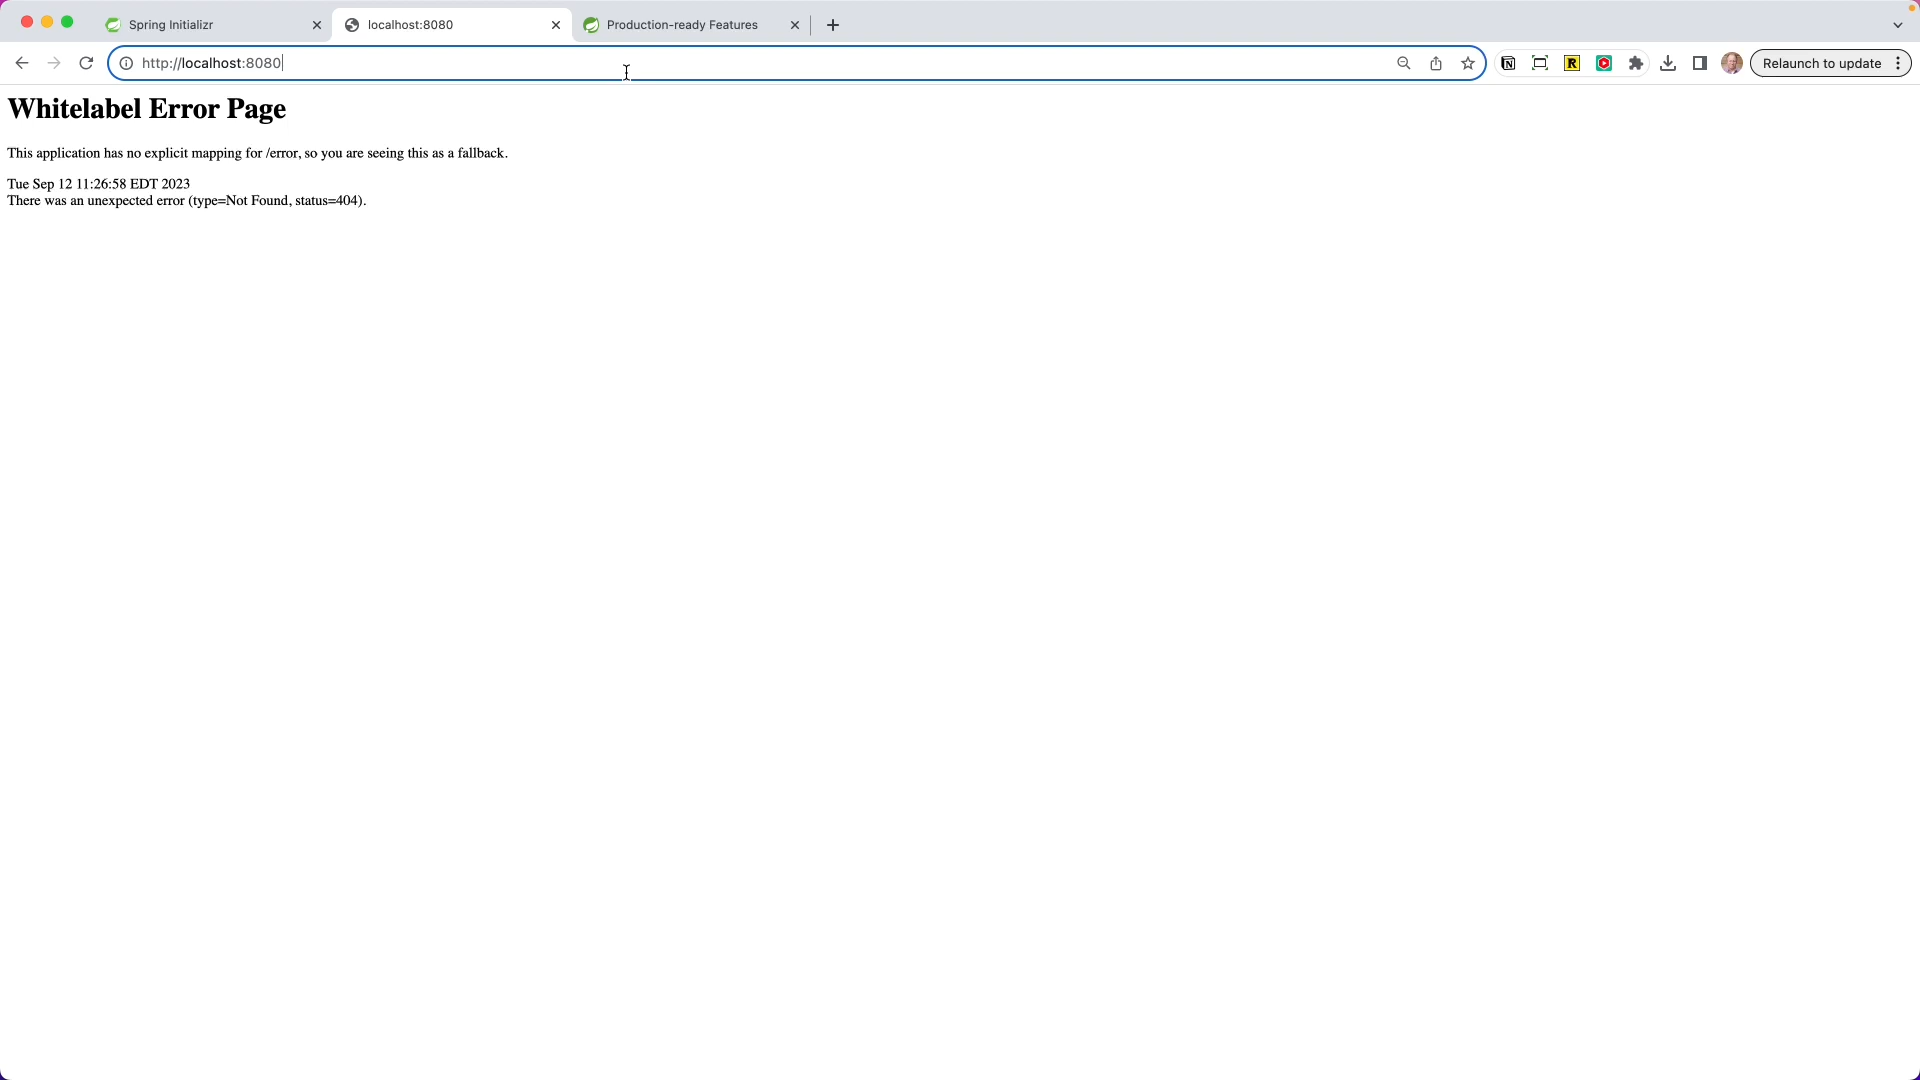 Spring Initializr
localhost:8080
Production-ready Features
http://localhost:8080
N
R
Relaunch to update
Whitelabel Error Page
This application has no explicit mapping for /error, so you are seeing this as a fallback.
Tue Sep 12 11:26:58 EDT 2023
There was an unexpected error (type=Not Found, status=404).